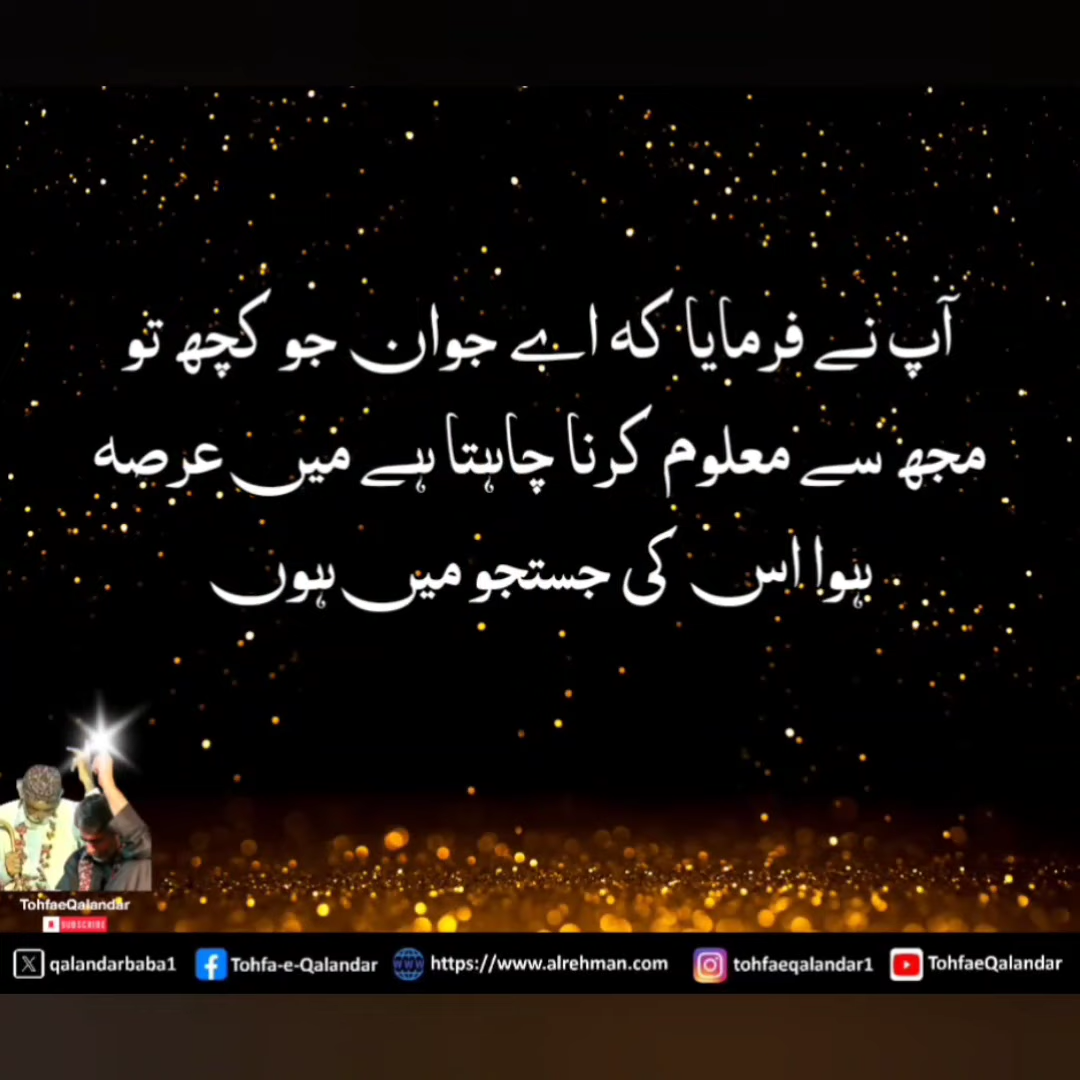 آپ نے فرمایا کہ اے جوان جو کچھ تو
مجھ سے معلوم کرنا چاہتا ہے میں عرصہ
ہوا اس کی جستجو میں ہوں
TohfaeQalandar
SUBSCRIBE
qalandarbaba1 Tohfa-e-Qalandar https://www.alrehman.com tohfaeqalandar1 TohfaeQalandar